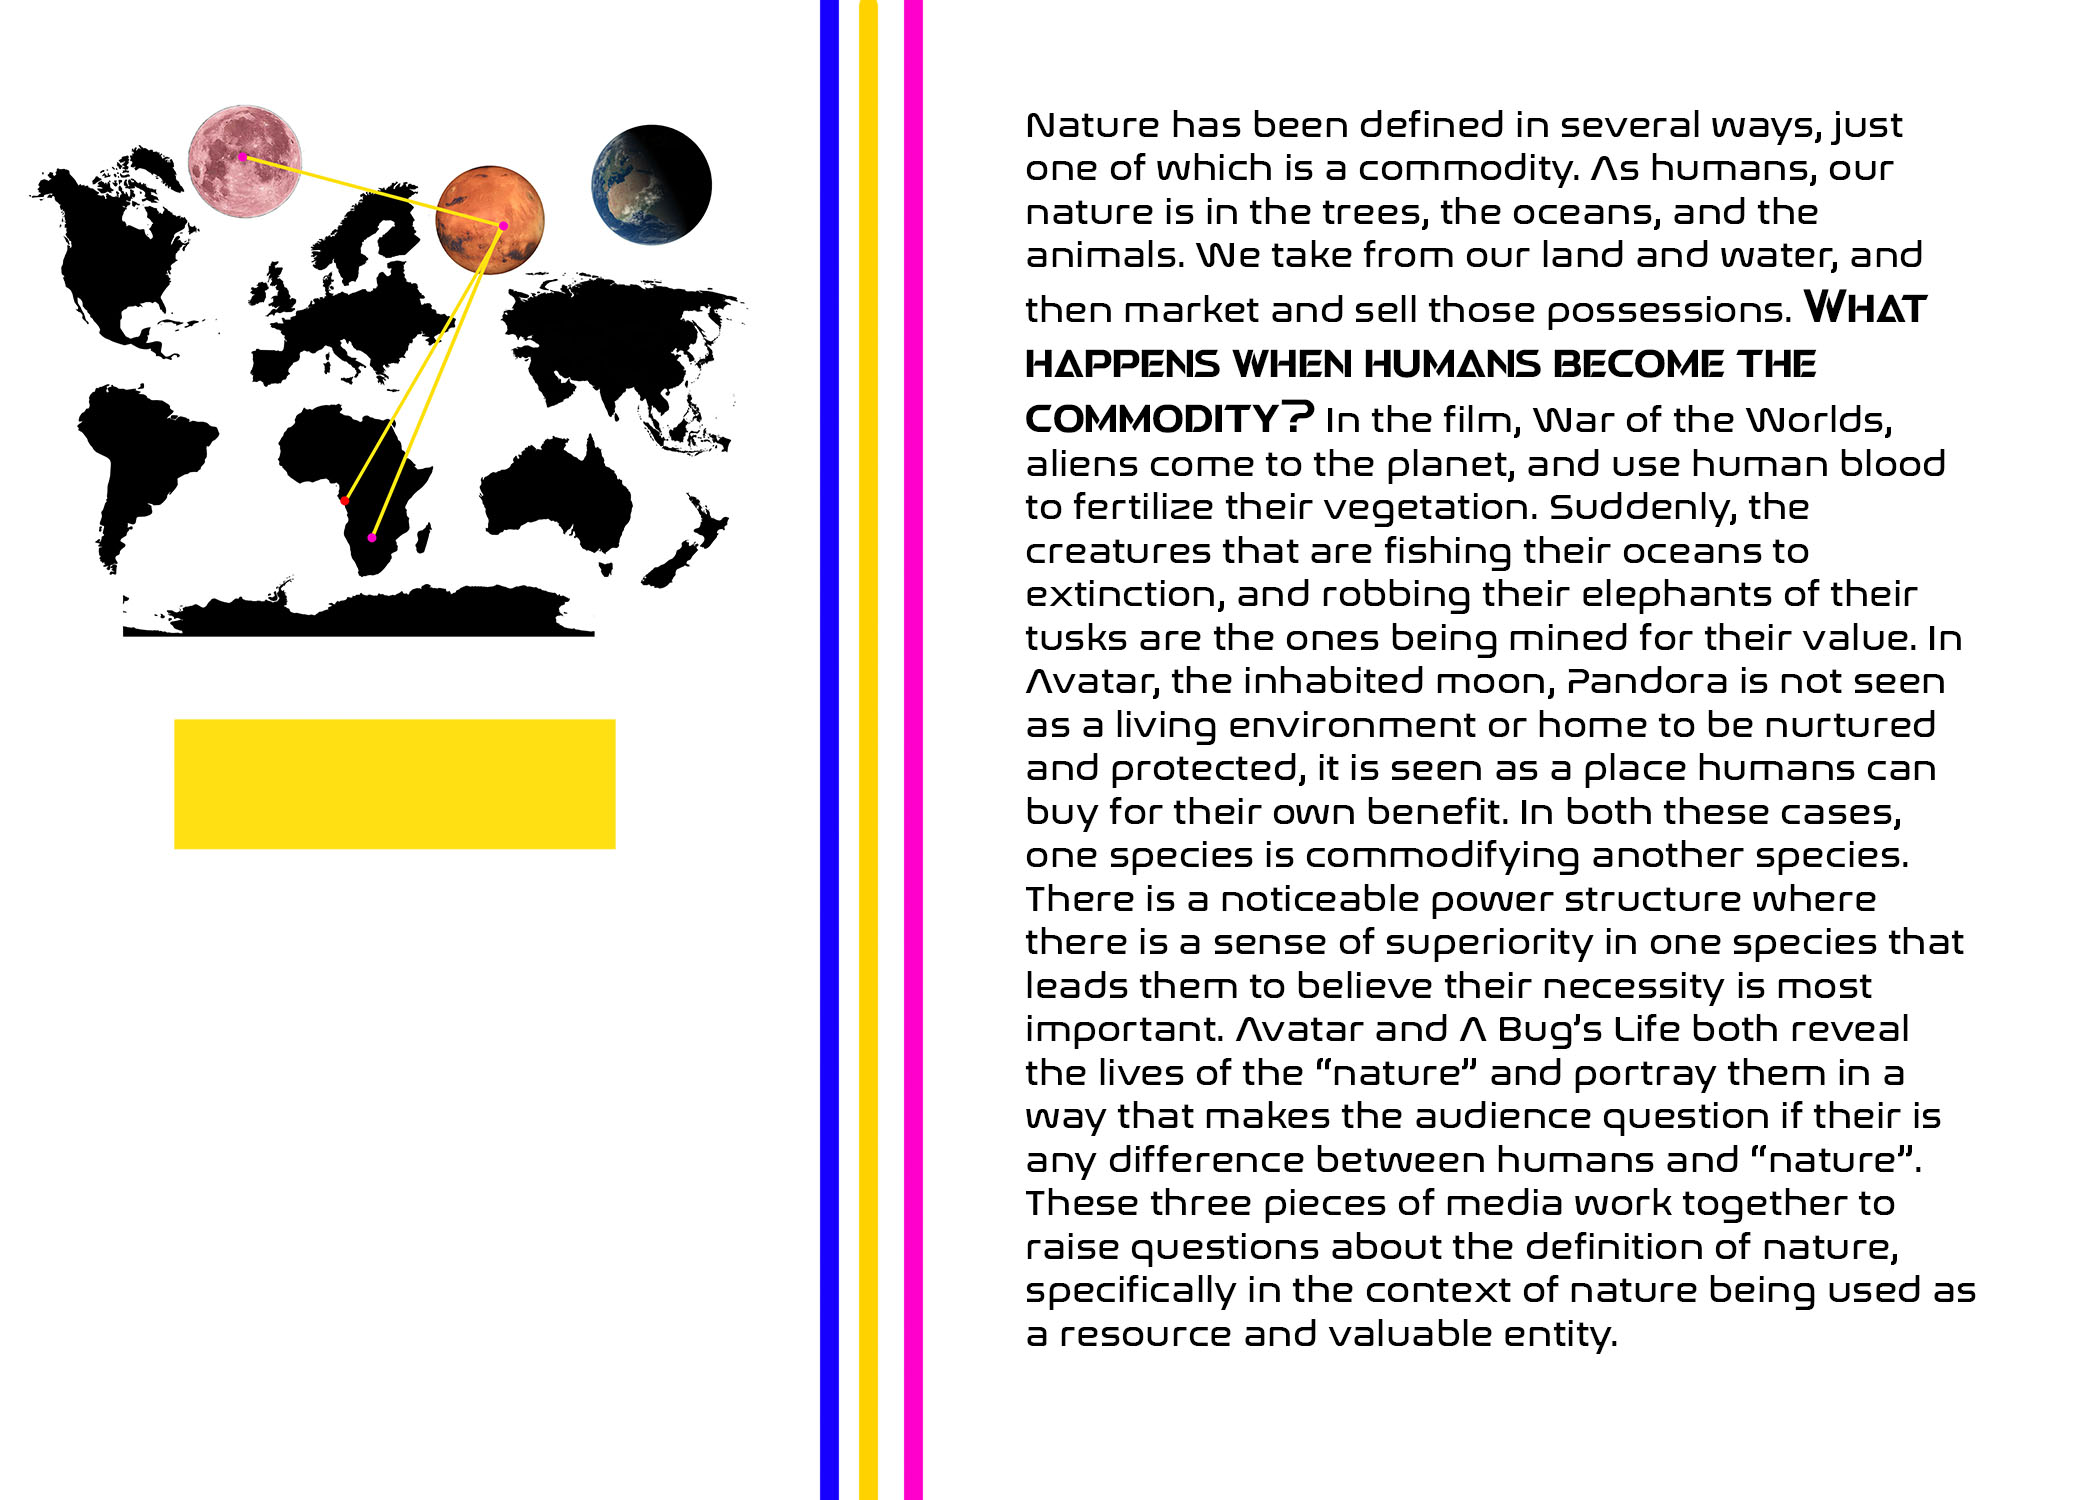 Nature has been defined in several ways, just
one of which is a commodity. As humans, our
nature is in the trees, the oceans, and the
animals. We take from our land and water, and
then market and sell those possessions. WHAT
HAPPENS WHEN HUMANS BECOME THE
COMMODITY? In the film, War of the Worlds,
aliens come to the planet, and use human blood
to fertilize their vegetation. Suddenly, the
creatures that are fishing their oceans to
extinction, and robbing their elephants of their
tusks are the ones being mined for their value. In
Avatar, the inhabited moon, Pandora is not seen
as a living environment or home to be nurtured
and protected, it is seen as a place humans can
buy for their own benefit. In both these cases,
one species is commodifying another species.
There is a noticeable power structure where
there is a sense of superiority in one species that
leads them to believe their necessity is most
important. Avatar and A Bug’s Life both reveal
the lives of the “nature” and portray them in a
way that makes the audience question if their is
any difference between humans and “nature”.
These three pieces of media work together to
raise questions about the definition of nature,
specifically in the context of nature being used as
a resource and valuable entity.